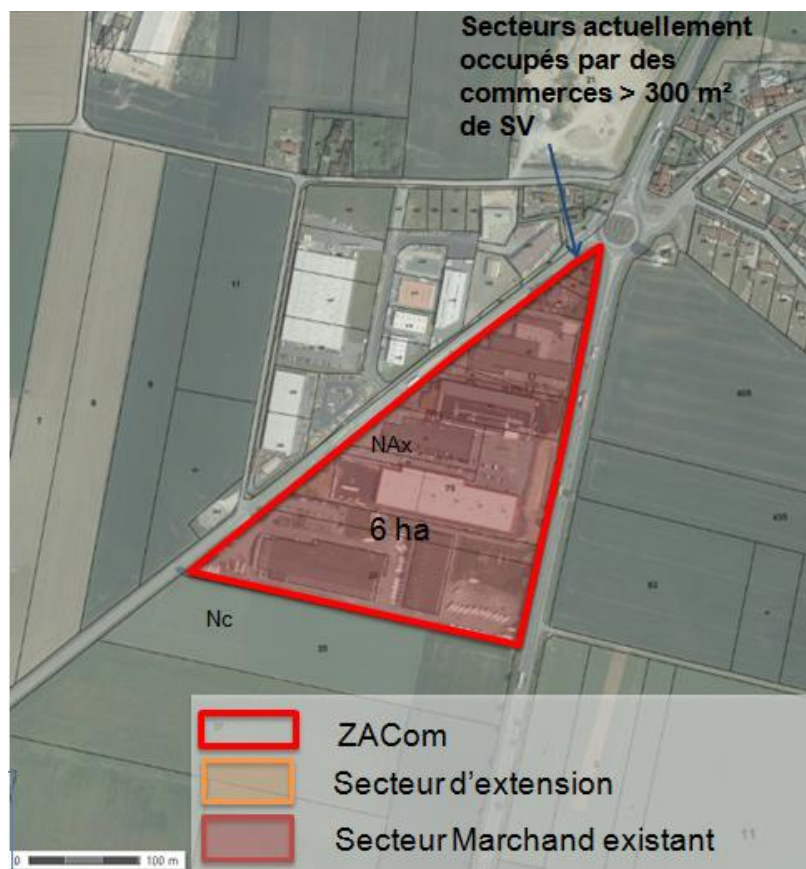 Secteurs actuellement
occupés par des
commerces > 300 m²
de SV
NAx
6 ha
Nc
ZACom
Secteur d'extension
Secteur Marchand existant
11
0
100 m